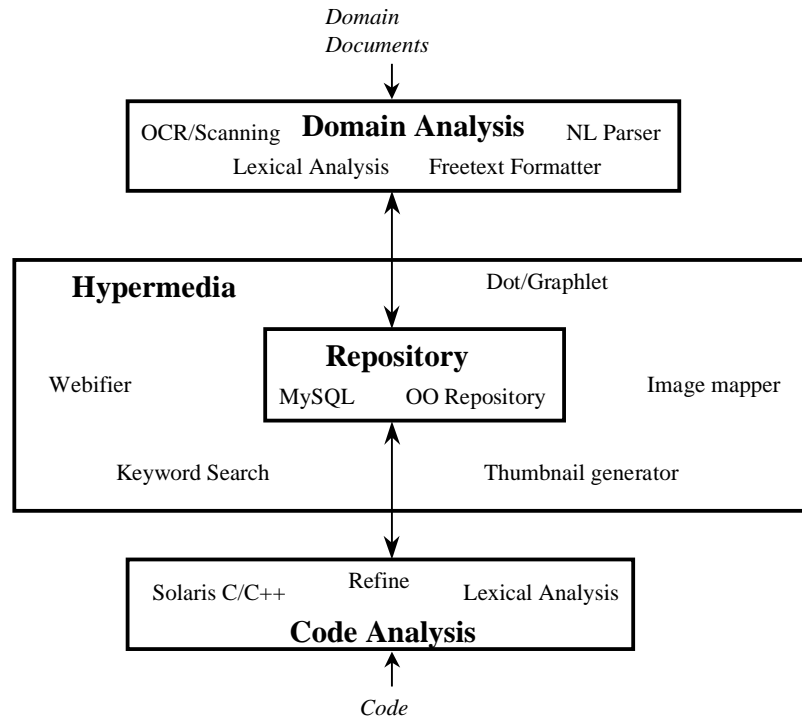 Domain
Documents
OCR/Scanning Domain Analysis NL Parser
Lexical Analysis Freetext Formatter
Hypermedia Dot/Graphlet
Repository
Webifier MySQL OO Repository Image mapper
Keyword Search Thumbnail generator
Solaris C/C++ Refine Lexical Analysis
Code Analysis
Code